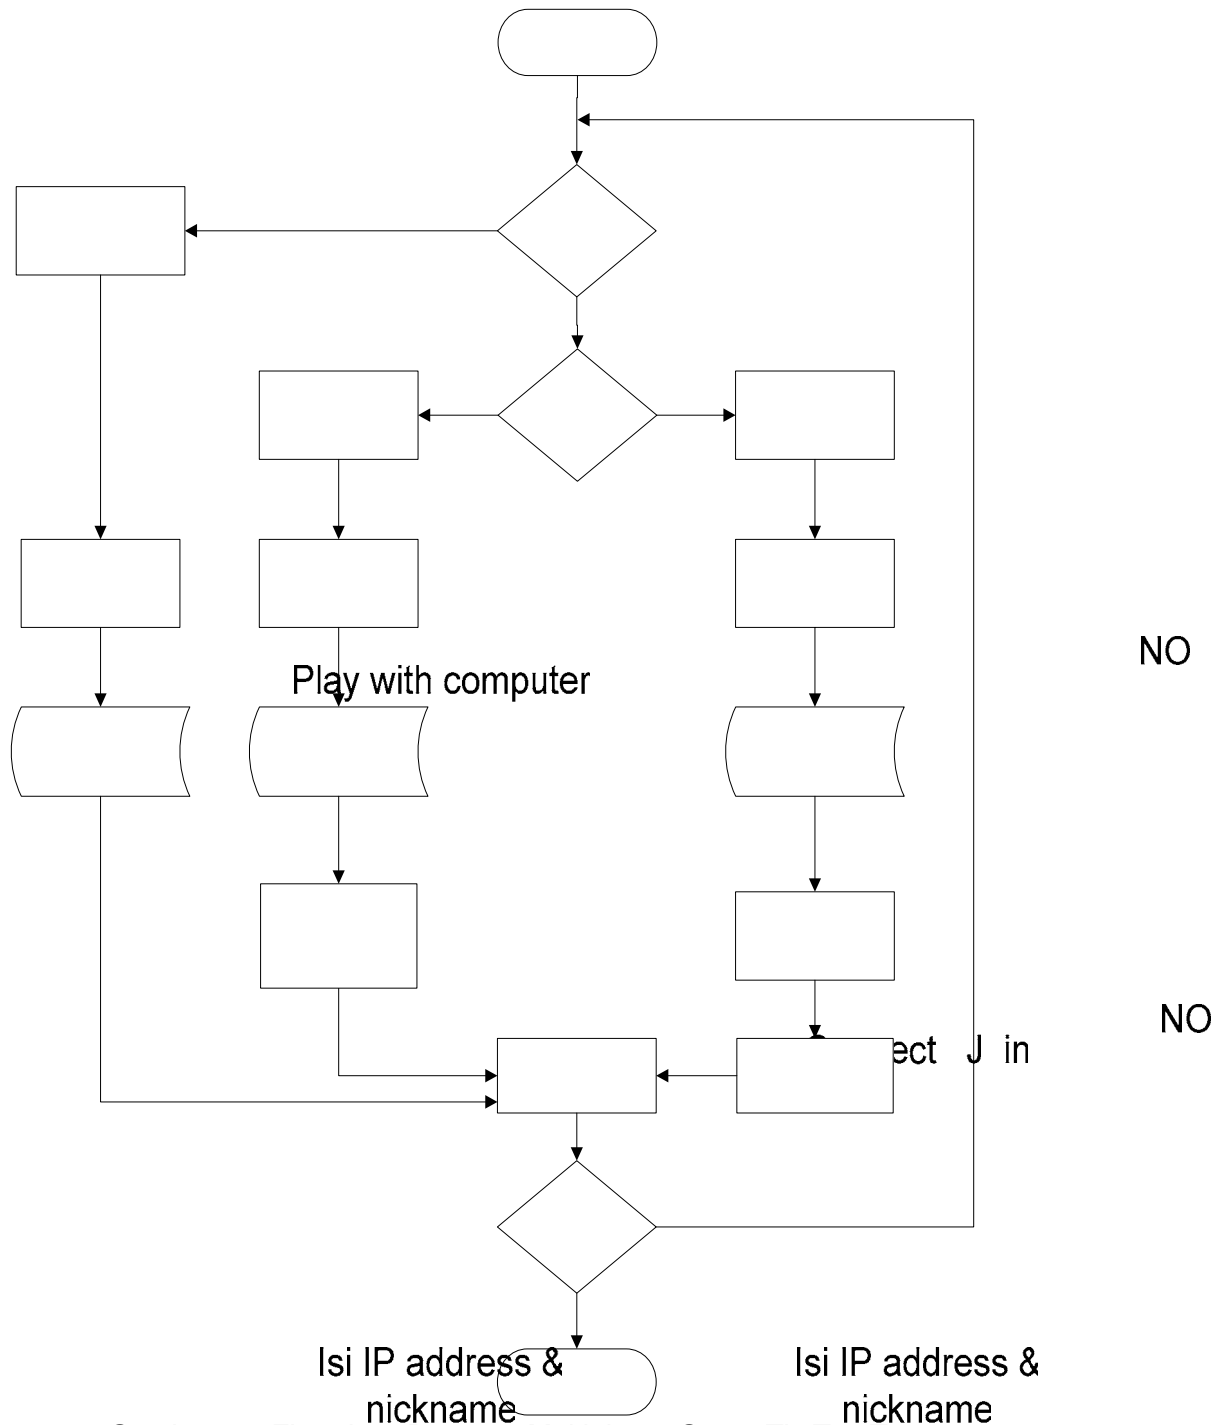 NO
Play with computer
NO
ect J in
Isi IP address &
nickname
Isi IP address &
nickname